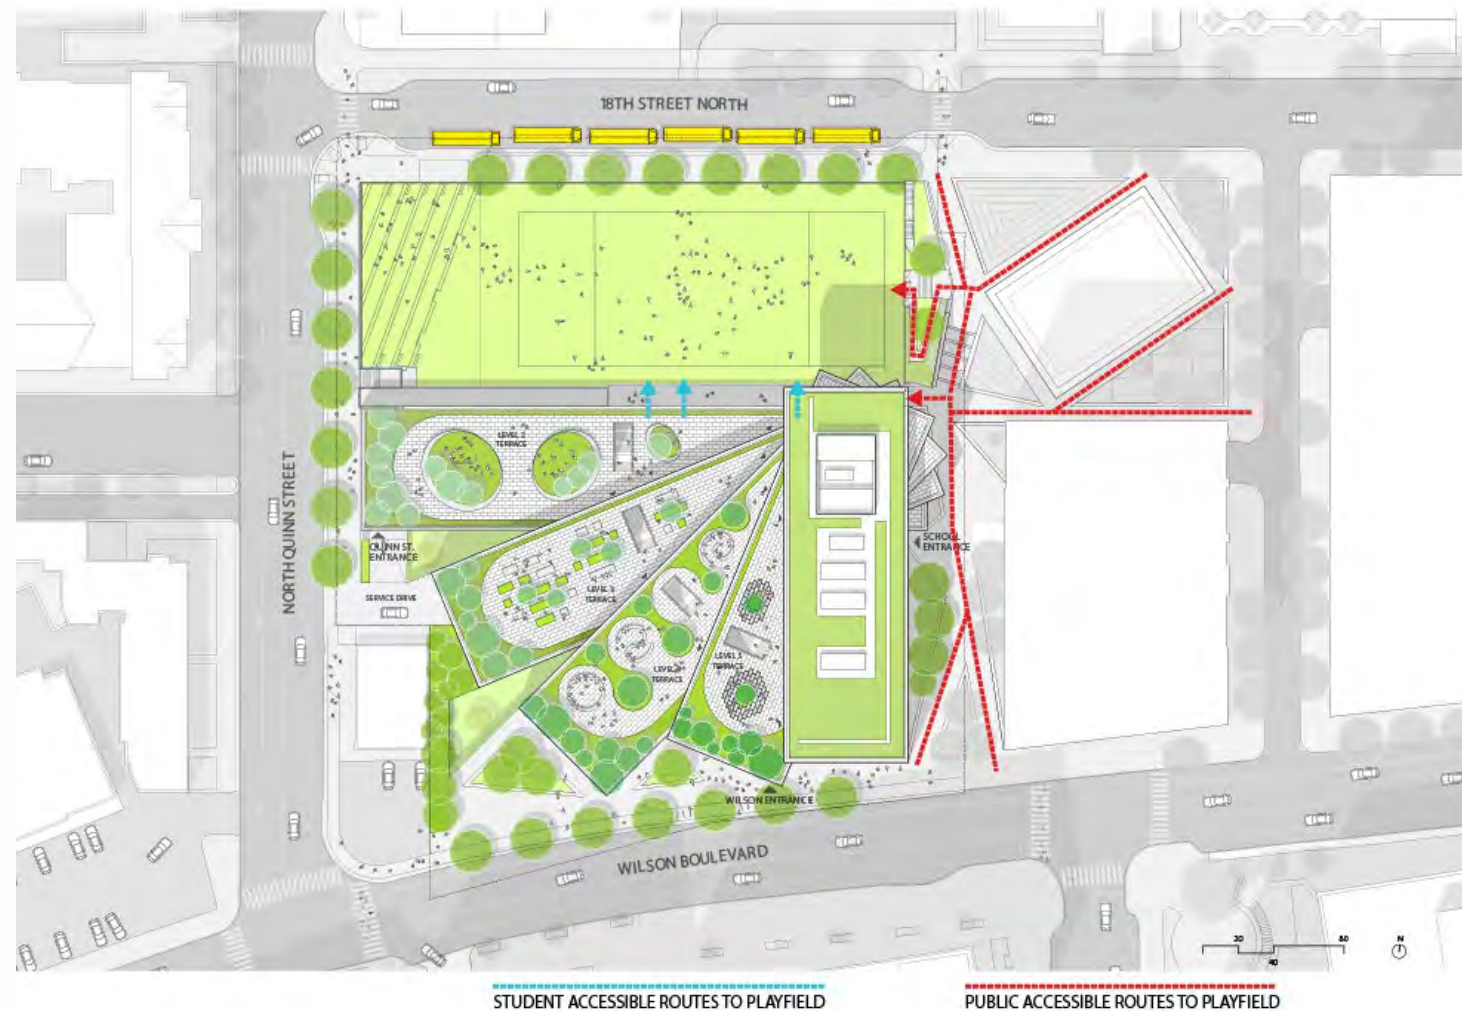 18TH STREET NORTH
NORTH QUINN STREET
LEVEL 2
TERRACE
QUINN ST.
ENTRANCE
SCHOOL
ENTRANCE
SERVICE DRIVE
LEVEL 3
TERRACE
LEVEL 4
TERRACE
LEVEL 5
TERRACE
WILSON ENTRANCE
WILSON BOULEVARD
20
80
40
N
STUDENT ACCESSIBLE ROUTES TO PLAYFIELD
PUBLIC ACCESSIBLE ROUTES TO PLAYFIELD